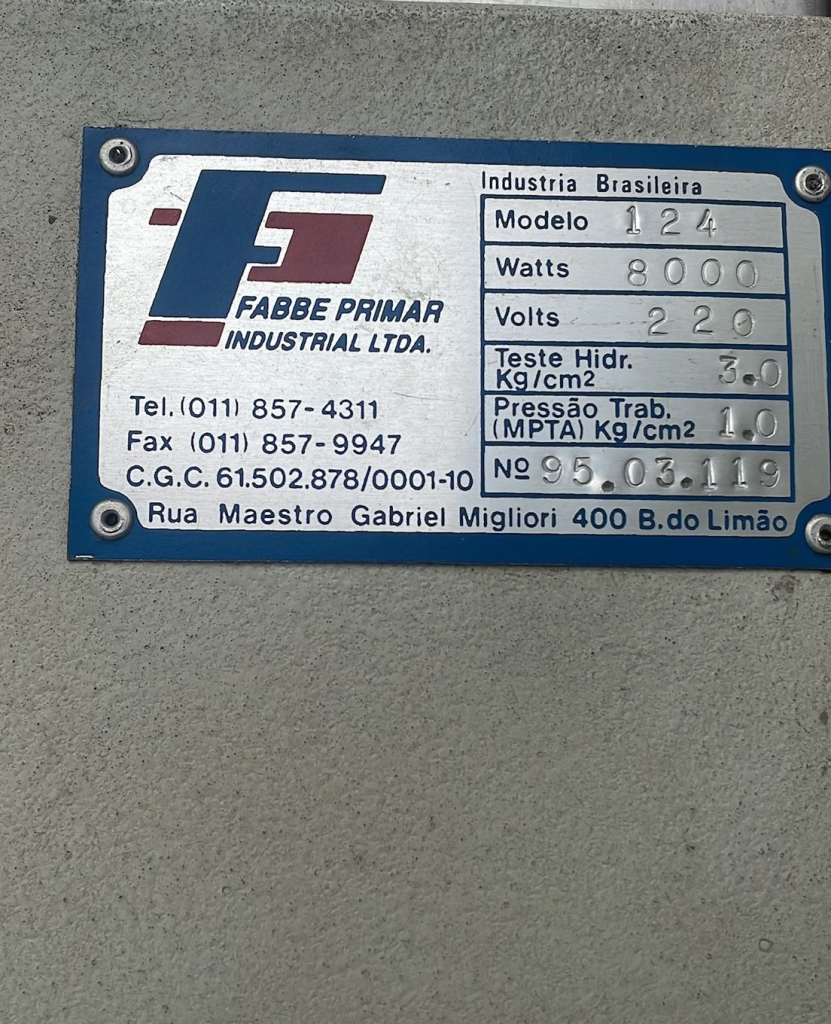 FABBE PRIMAR
INDUSTRIAL LTDA.
Tel. (011) 857-4311
Fax (011) 857-9947
C.G.C. 61.502.878/0001-10
Industria Brasileira
Modelo 124
Watts 8000
Volts 220
Teste Hidr.
Kg/cm2 3.0
Pressão Trab.
(MPTA) Kg/cm2 1.0
Nº 95.03.119
Rua Maestro Gabriel Migliori 400 B.do Limão